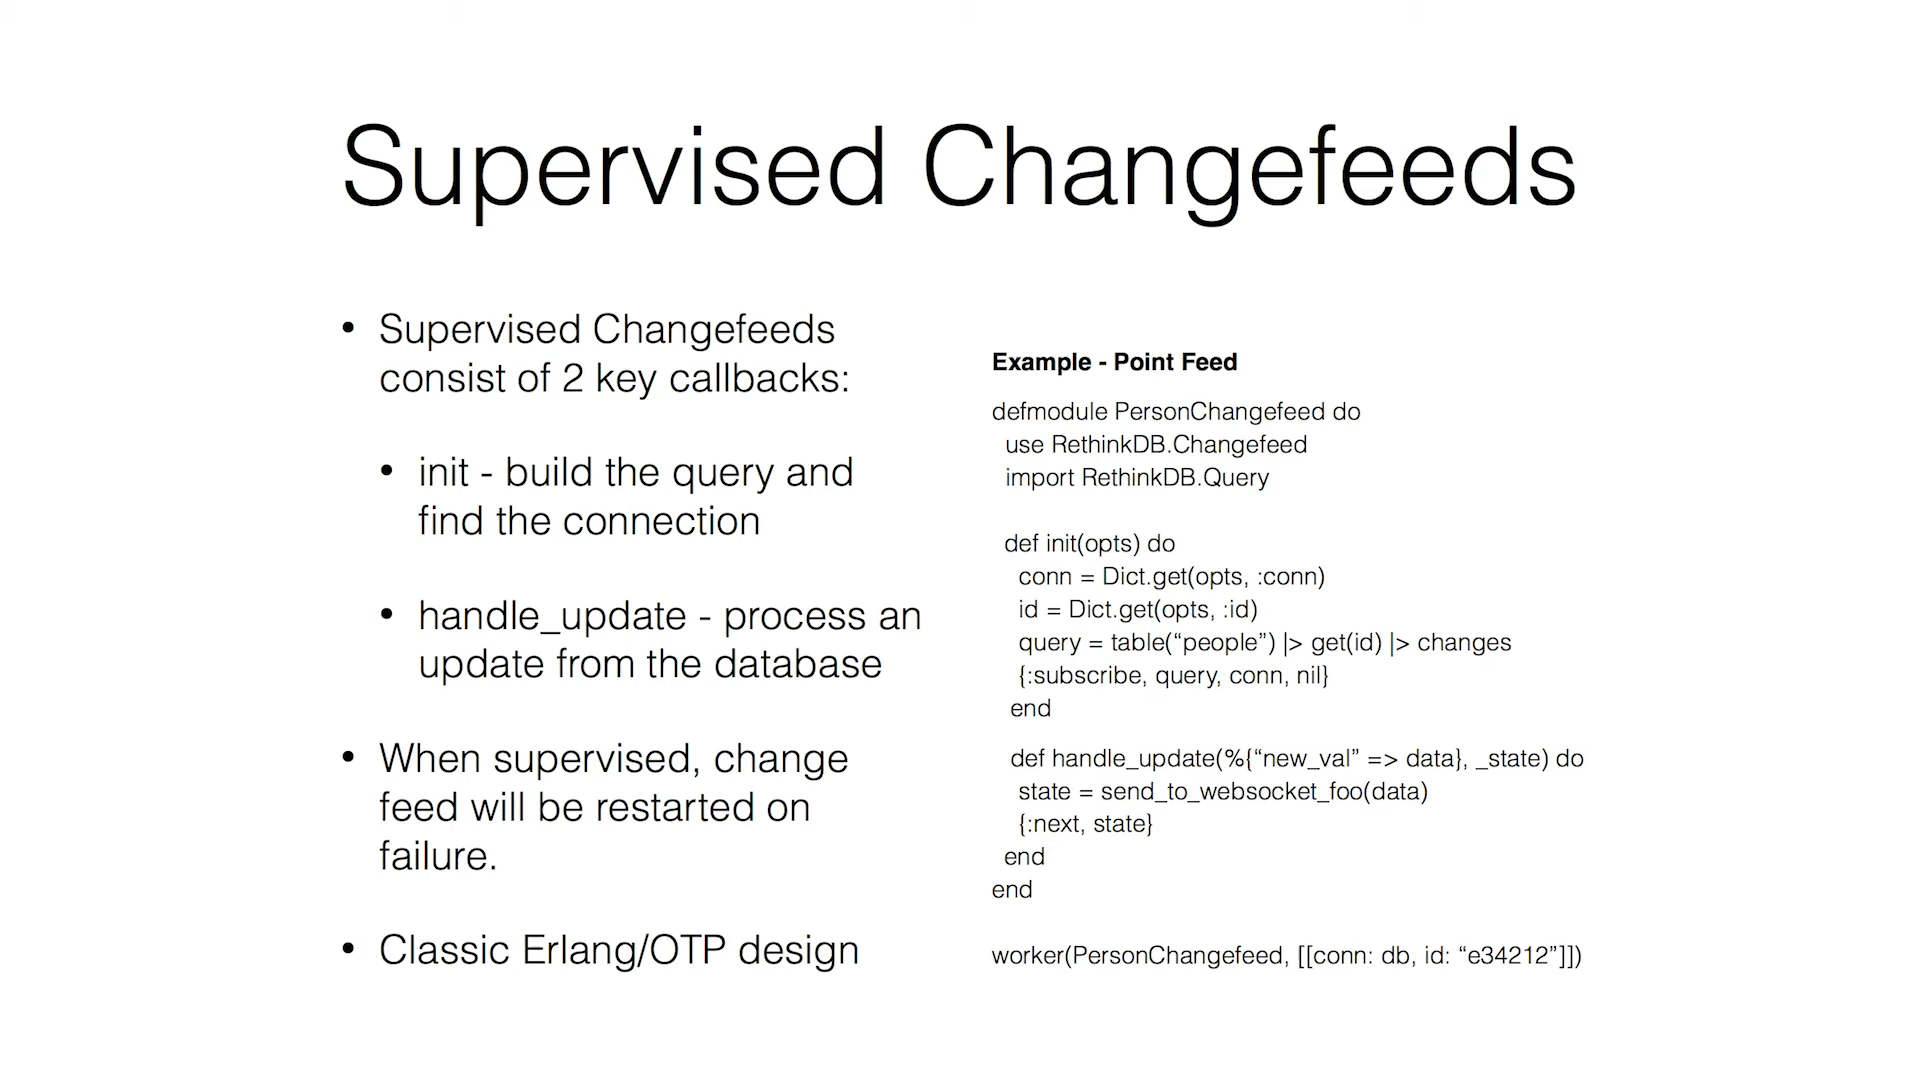 Supervised Changefeeds
• Supervised Changefeeds
consist of 2 key callbacks:
• init - build the query and
find the connection
• handle_update - process an
update from the database
• When supervised, change
feed will be restarted on
failure.
• Classic Erlang/OTP design
Example - Point Feed
defmodule PersonChangefeed do
use RethinkDB.Changefeed
import RethinkDB.Query
def init(opts) do
conn = Dict.get(opts, :conn)
id = Dict.get(opts, :id)
query = table(“people”) |> get(id) |> changes
{:subscribe, query, conn, nil}
end
def handle_update(%{“new_val” => data}, _state) do
state = send_to_websocket_foo(data)
{:next, state}
end
end
worker(PersonChangefeed, [[conn: db, id: “e34212”]])